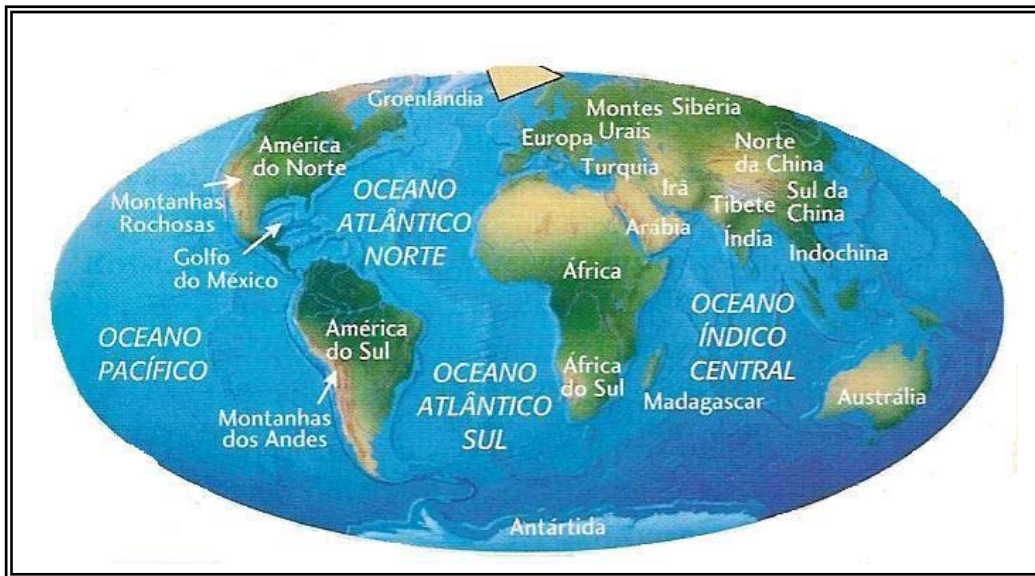 Groenlândia
Montes
Urais
Sibéria
Europa
América
do Norte
Norte
da China
Turquia
Irã
OCEANO
ATLÂNTICO
NORTE
Montanhas
Rochosas
Tibete
Sul da
China
Arábia
Índia
Indochina
Golfo
do México
África
OCEANO
PACÍFICO
América
do Sul
OCEANO
ÍNDICO
CENTRAL
OCEANO
ATLÂNTICO
SUL
África
do Sul
Madagascar
Austrália
Montanhas
dos Andes
Antártida